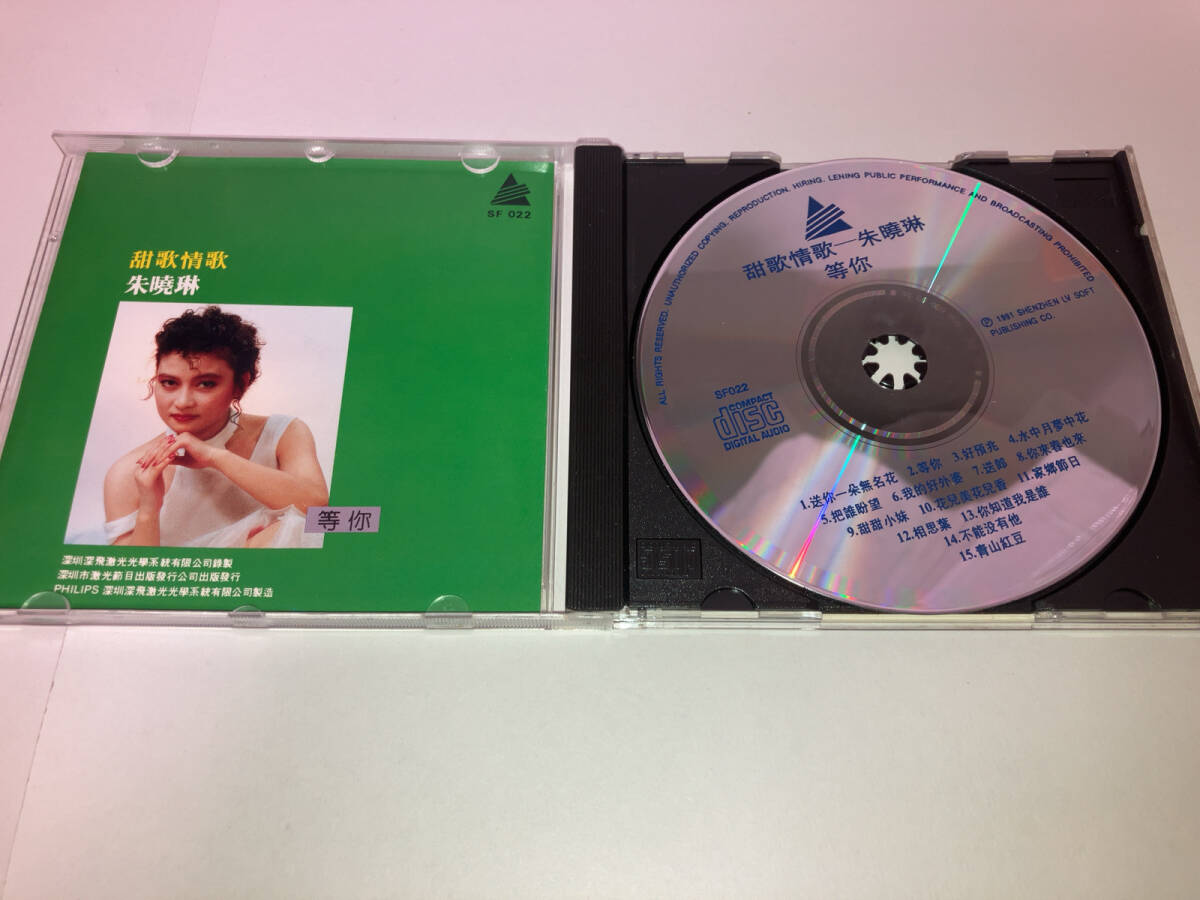 SF 022
甜歌情歌
朱曉琳
等你
深圳深飛激光光學系統有限公司錄製
深圳市激光節目出版發行公司出版發行
PHILIPS 深圳深飛激光光學系統有限公司製造
ALL RIGHTS RESERVED, UNAUTHORIZED COPYING, REPRODUCTION, HIRING, LENING PUBLIC PERFORMANCE AND BROADCASTING PROHIBITED
甜歌情歌—朱曉琳
等你
Ⓟ 1991 SHENZHEN LV SOFT
PUBLISHING CO.
SF022
COMPACT
disc
DIGITAL AUDIO
1.送你一朵無名花 2.等你 3.好預兆 4.水中月夢中花
5.把誰盼望 6.我的好外婆 7.送郎 8.你來春也來
9.甜甜小妹 10.花兒美花兒香 11.家鄉節日
12.相思葉 13.你知道我是誰
14.不能没有他
15.青山紅豆